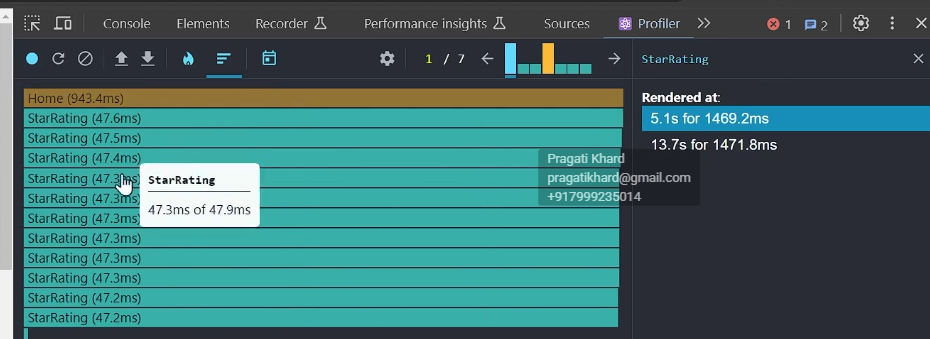 Console Elements Recorder Performance insights Sources Profiler 1 2
1 / 7
StarRating
Home (943.4ms)
StarRating (47.6ms)
StarRating (47.5ms)
StarRating (47.4ms)
StarRating (47.3ms)
StarRating (47.3ms)
StarRating (47.3ms)
StarRating (47.3ms)
StarRating (47.3ms)
StarRating (47.3ms)
StarRating (47.2ms)
StarRating (47.2ms)
StarRating
47.3ms of 47.9ms
Rendered at:
5.1s for 1469.2ms
13.7s for 1471.8ms
Pragati Khard
pragatikhard@gmail.com
+917999235014